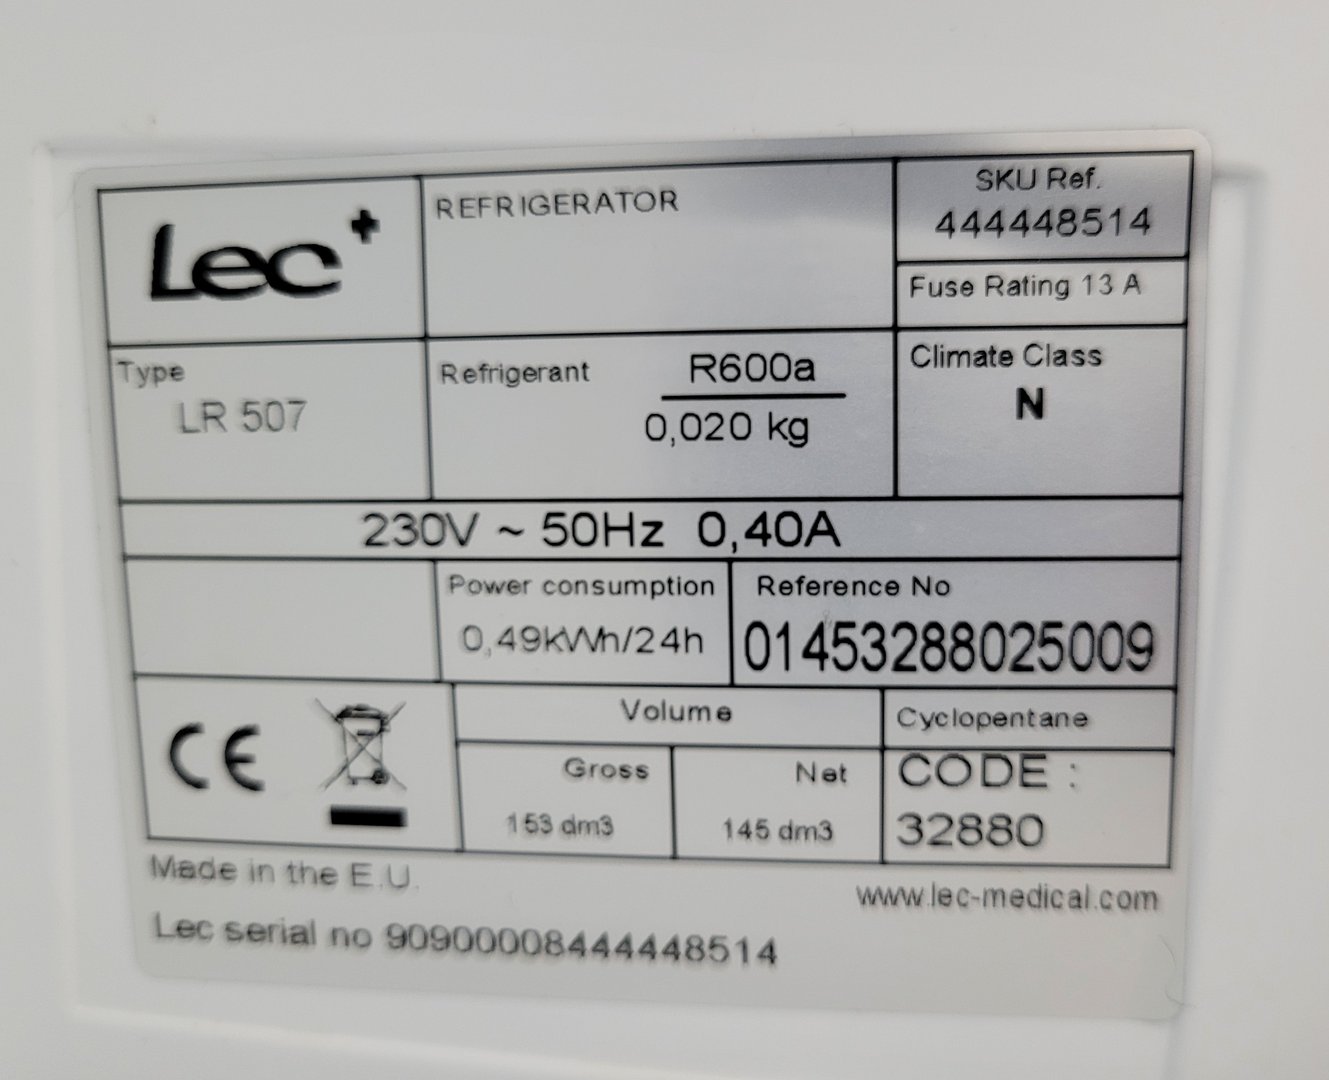 Lec+
REFRIGERATOR
SKU Ref.
444448514
Fuse Rating 13 A
Type
LR 507
Refrigerant
R600a
0,020 kg
Climate Class
N
230V ~ 50Hz 0,40A
Power consumption
0,49kWh/24h
Reference No
01453288025009
CE
Volume
Gross
153 dm3
Net
145 dm3
Cyclopentane
CODE :
32880
Made in the E.U.
www.lec-medical.com
Lec serial no 90900008444448514